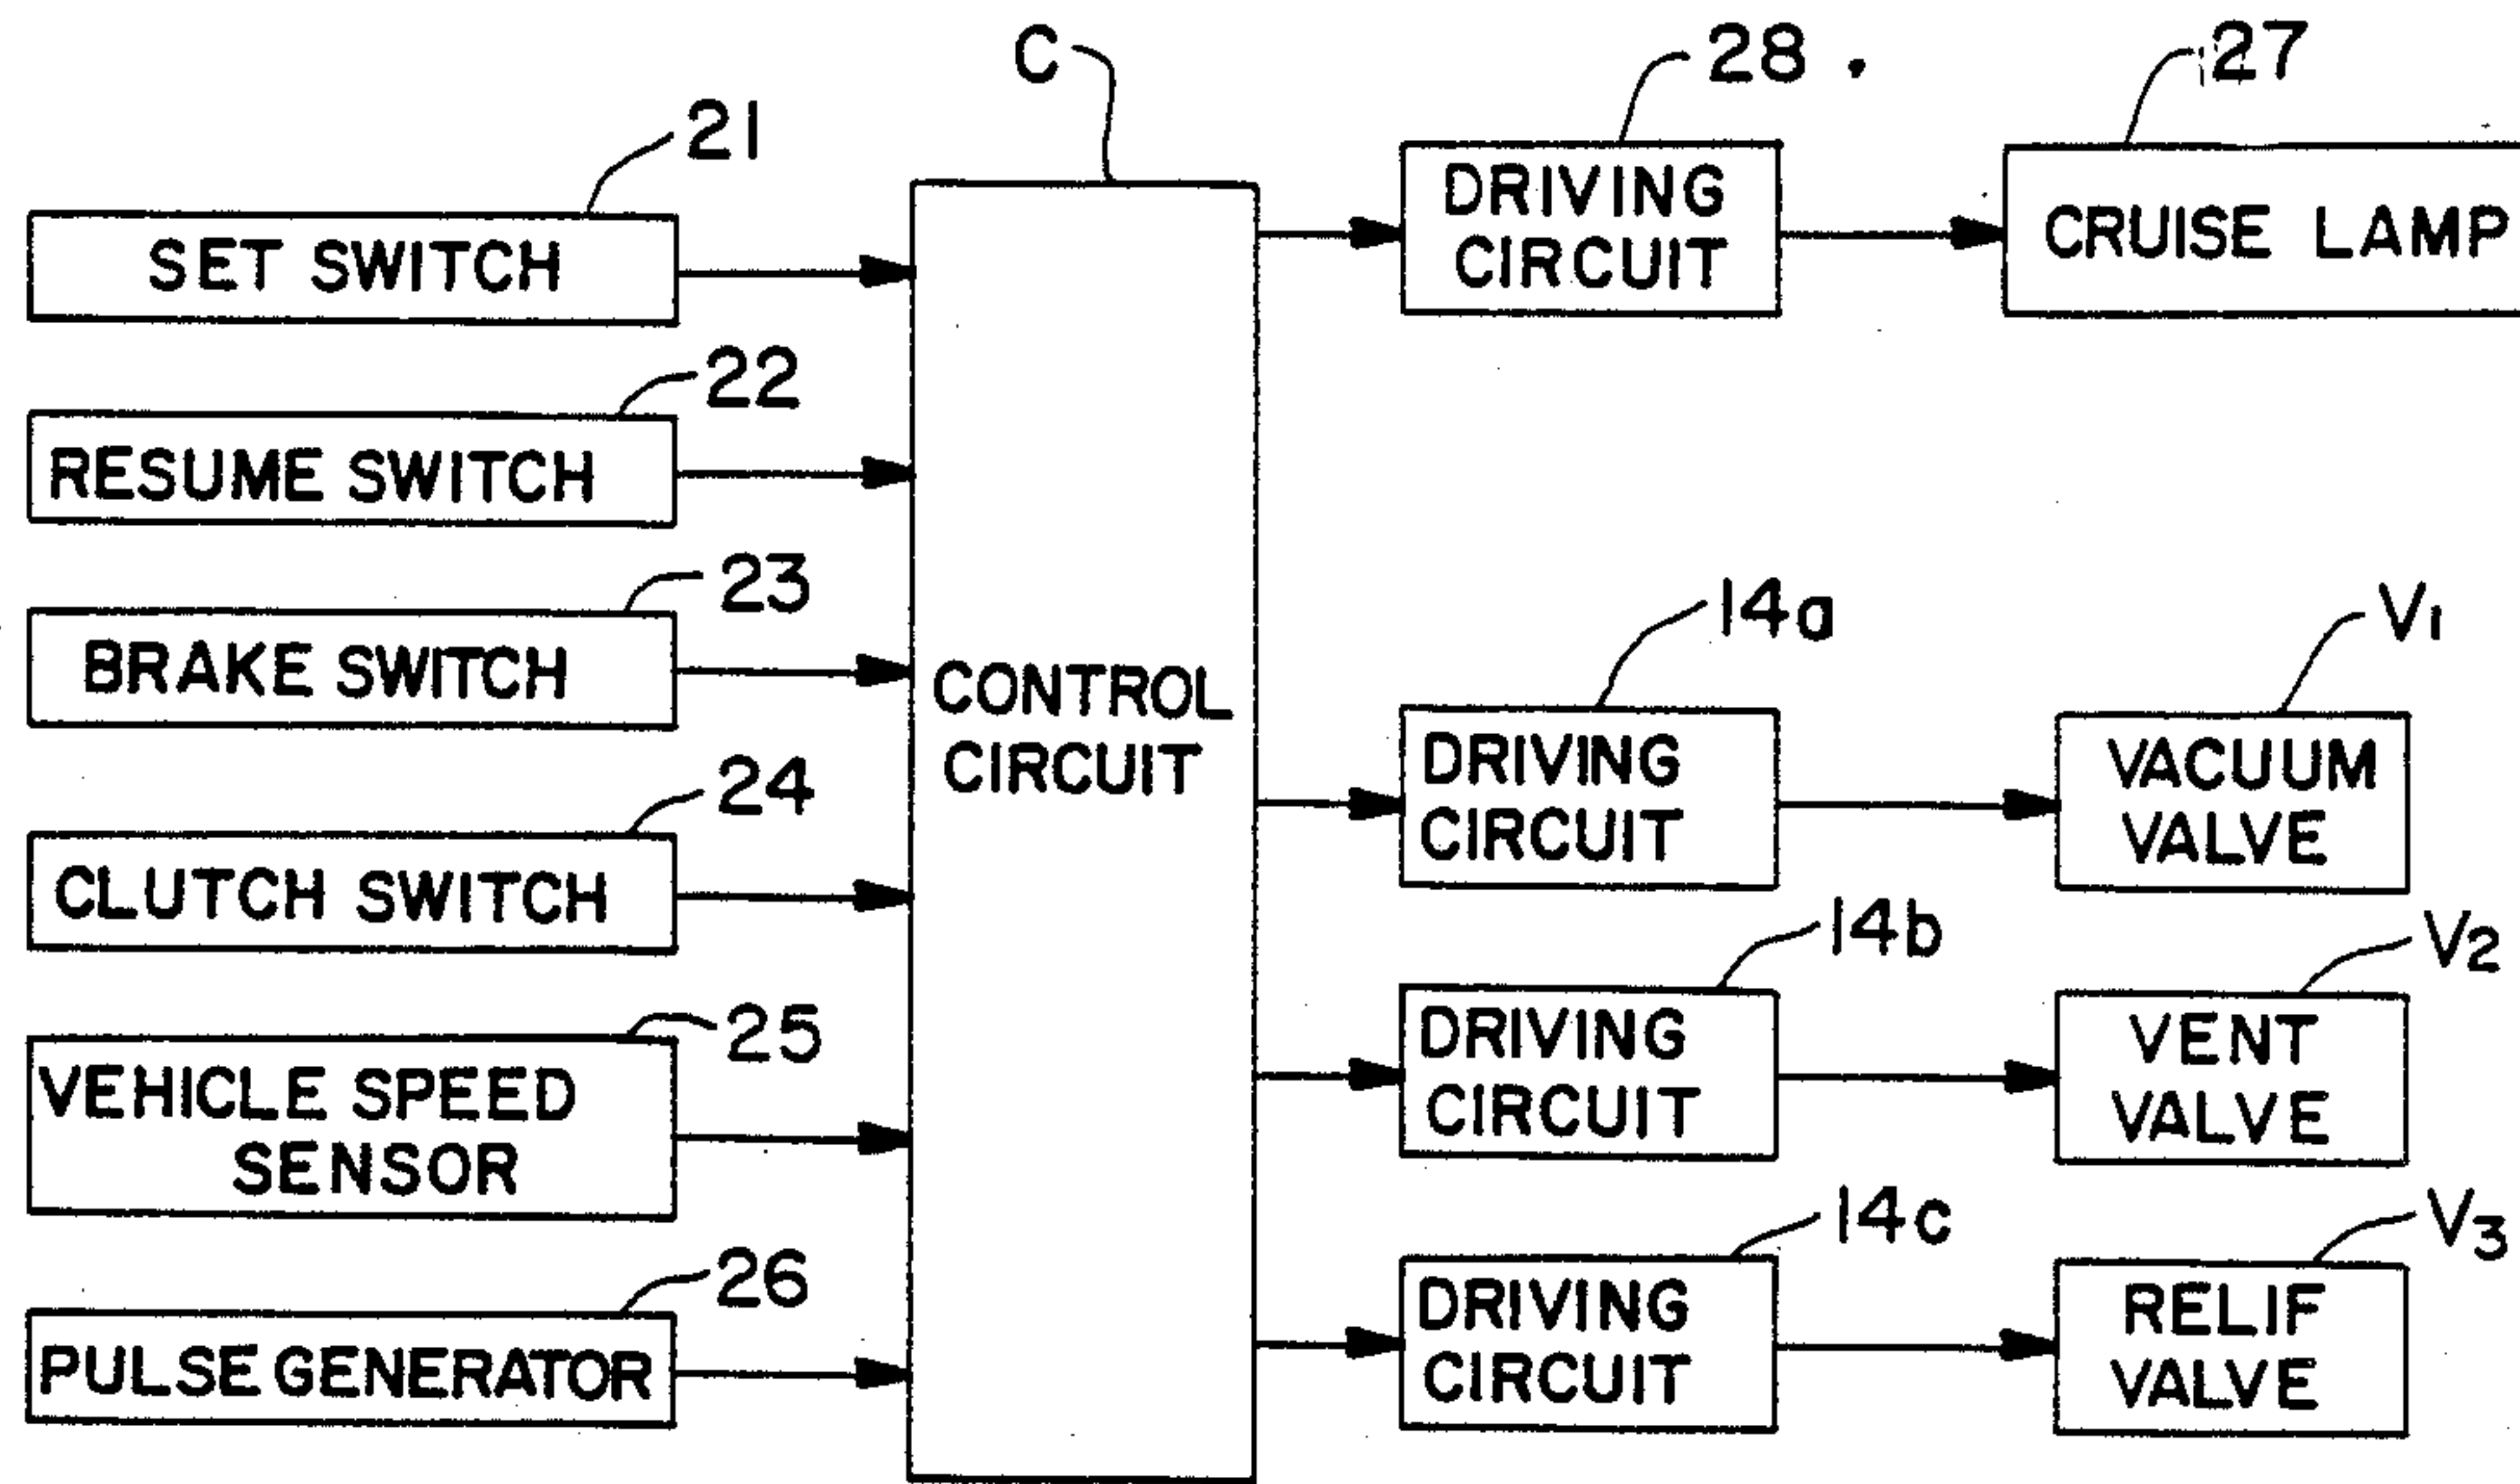 C
28
27
21
SET SWITCH
22
RESUME SWITCH
23
BRAKE SWITCH
24
CLUTCH SWITCH
25
VEHICLE SPEED
SENSOR
26
PULSE GENERATOR
CONTROL
CIRCUIT
DRIVING
CIRCUIT
CRUISE LAMP
14a
DRIVING
CIRCUIT
V1
VACUUM
VALVE
14b
DRIVING
CIRCUIT
V2
VENT
VALVE
14c
DRIVING
CIRCUIT
V3
RELIF
VALVE